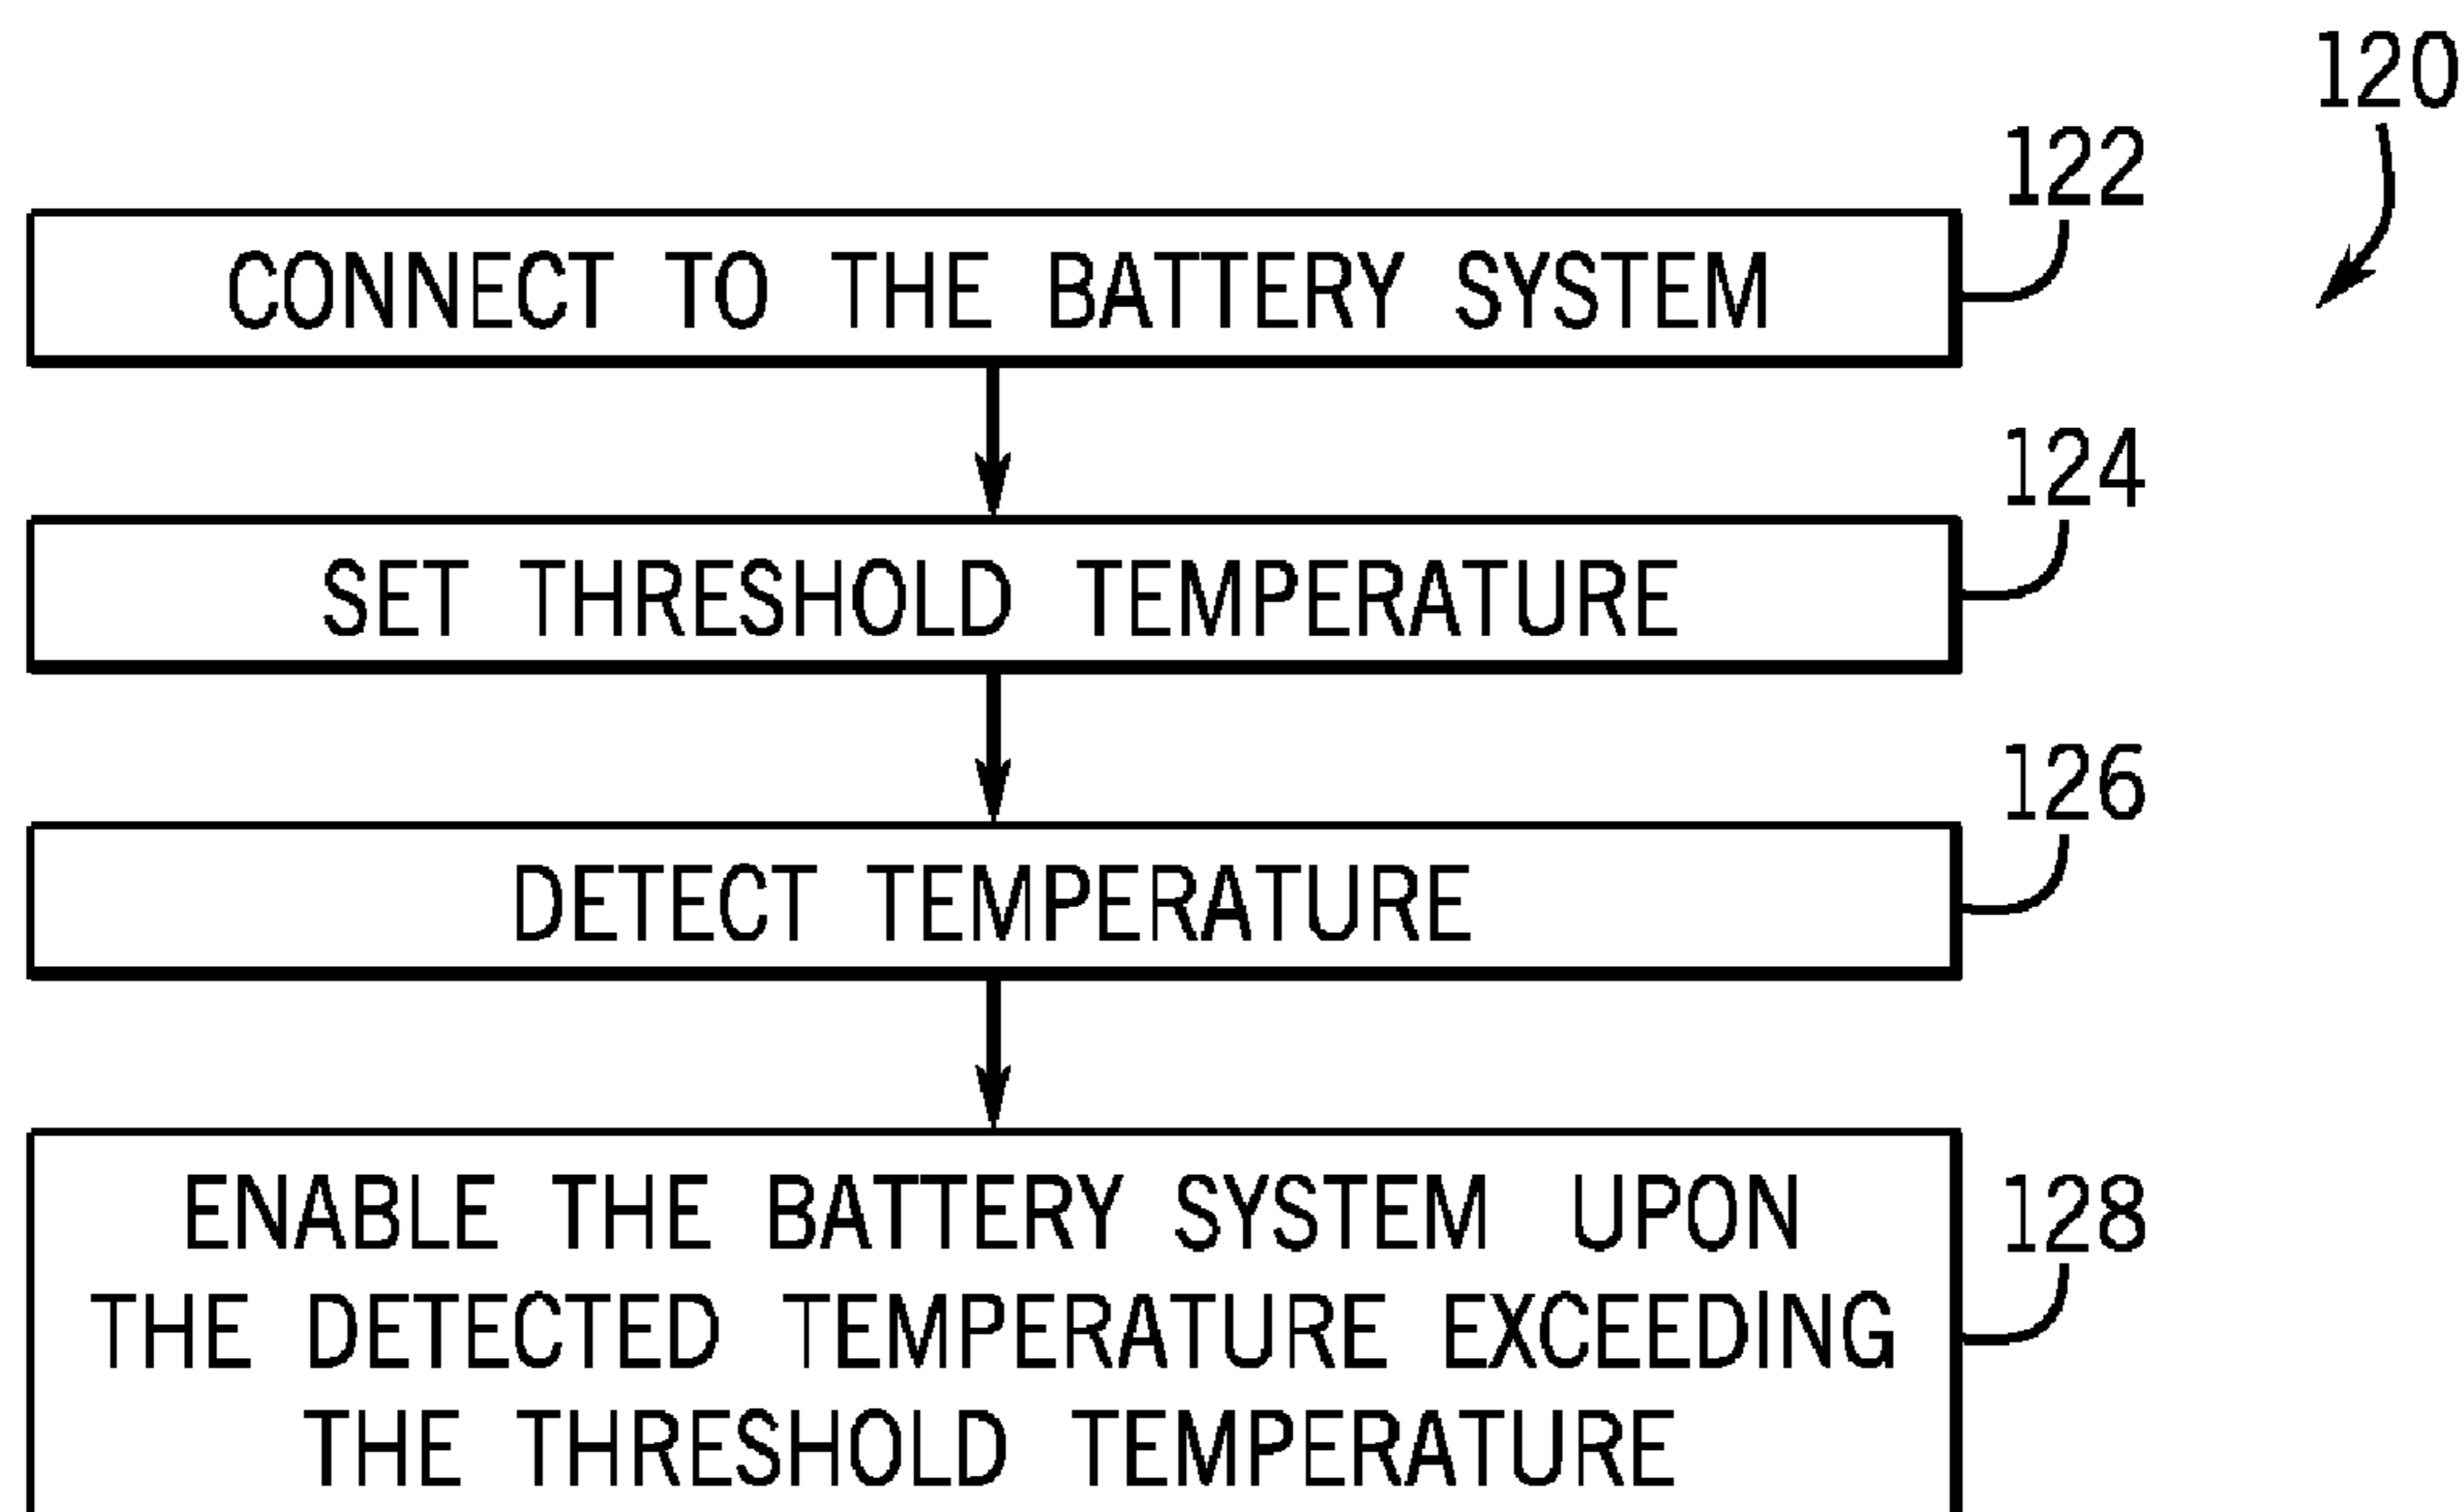 120
122
CONNECT TO THE BATTERY SYSTEM
124
SET THRESHOLD TEMPERATURE
126
DETECT TEMPERATURE
128
ENABLE THE BATTERY SYSTEM UPON
THE DETECTED TEMPERATURE EXCEEDING
THE THRESHOLD TEMPERATURE